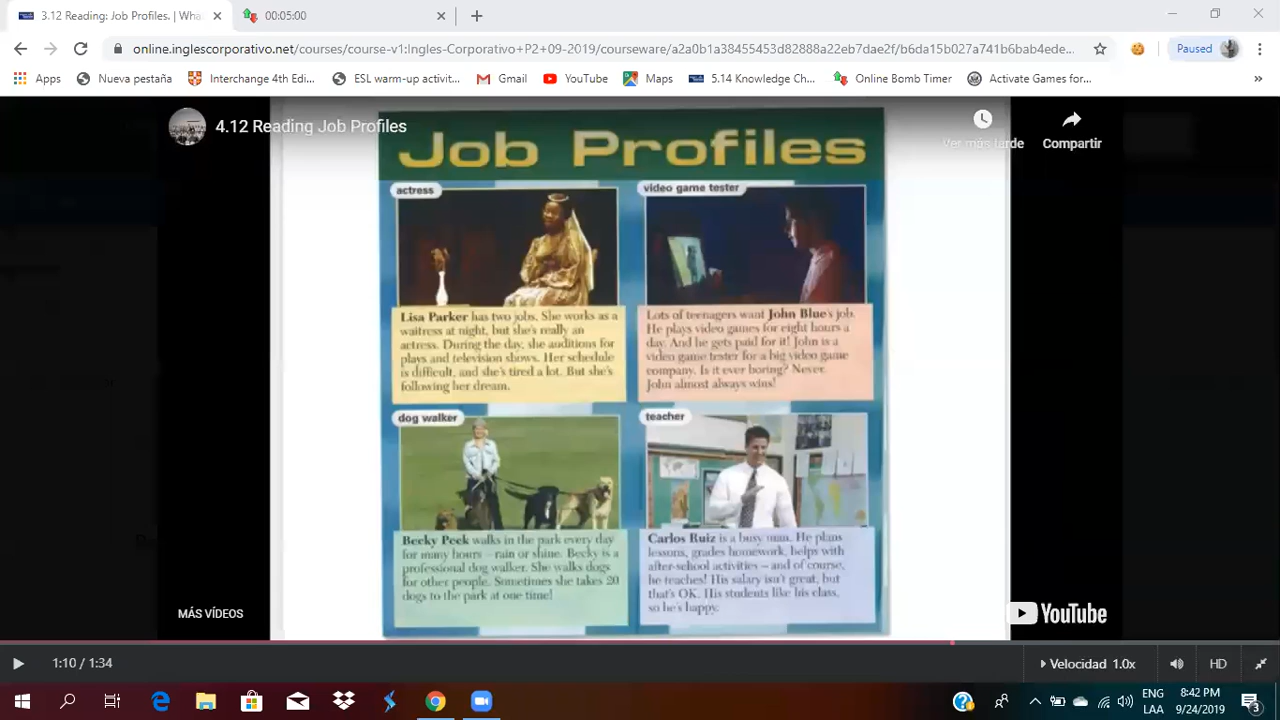 3.12 Reading: Job Profiles. | Wha
00:05:00
online.inglescorporativo.net/courses/course-v1:Ingles-Corporativo+P2+09-2019/courseware/a2a0b1a38455453d82888a22eb7dae2f/b6da15b027a741b6bab4ede...
Paused
Apps
Nueva pestaña
Interchange 4th Edi...
ESL warm-up activit...
Gmail
YouTube
Maps
5.14 Knowledge Ch...
Online Bomb Timer
Activate Games for...
»
4.12 Reading Job Profiles
Ver más tarde
Compartir
Job Profiles
actress
Lisa Parker has two jobs. She works as a
waitress at night, but she's really an
actress. During the day, she auditions for
plays and television shows. Her schedule
is difficult, and she's tired a lot. But she's
following her dream.
video game tester
Lots of teenagers want John Blue's job.
He plays video games for eight hours a
day. And he gets paid for it! John is a
video game tester for a big video game
company. Is it ever boring? Never.
John almost always wins!
dog walker
Becky Peek walks in the park every day
for many hours – rain or shine. Becky is a
professional dog walker. She walks dogs
for other people. Sometimes she takes 20
dogs to the park at one time!
teacher
Carlos Ruiz is a busy man. He plans
lessons, grades homework, helps with
after-school activities – and of course,
he teaches! His salary isn't great, but
that's OK. His students like his class,
so he's happy.
MÁS VÍDEOS
YouTube
1:10 / 1:34
Velocidad 1.0x
HD
ENG
LAA
8:42 PM
9/24/2019
3